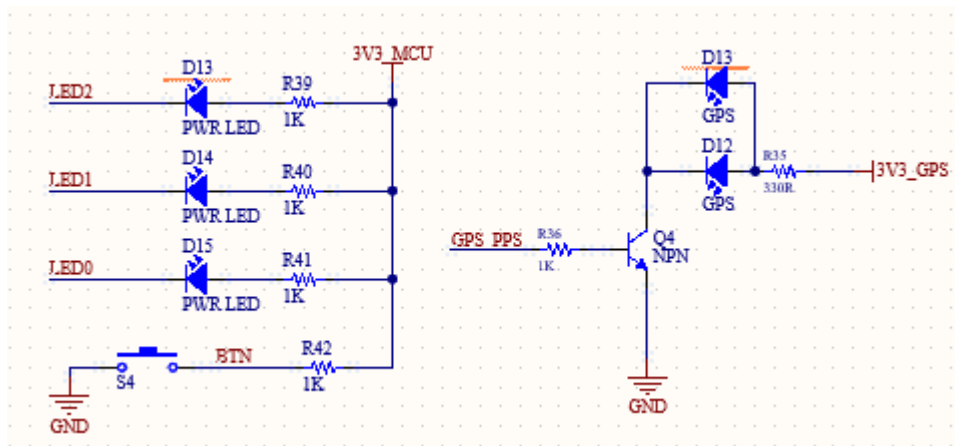 3V3_MCU
D13
LED2
R39
1K
PWR LED
D14
LED1
R40
1K
PWR LED
D15
LED0
R41
1K
PWR LED
BTN
R42
1K
S4
GND
D13
GPS
D12
R35
330R
3V3_GPS
GPS
GPS_PPS
R36
1K
Q4
NPN
GND